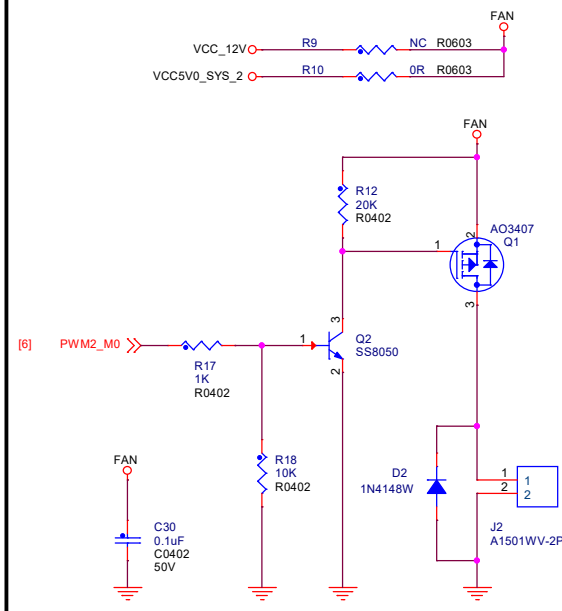 FAN
VCC_12V R9 NC R0603
VCC5V0_SYS_2 R10 0R R0603
FAN
R12
20K
R0402
AO3407
Q1
1
2
3
3
Q2
SS8050
1
2
[6] PWM2_M0
R17
1K
R0402
R18
10K
R0402
FAN
C30
0.1uF
C0402
50V
D2
1N4148W
1 1
2 2
J2
A1501WV-2P